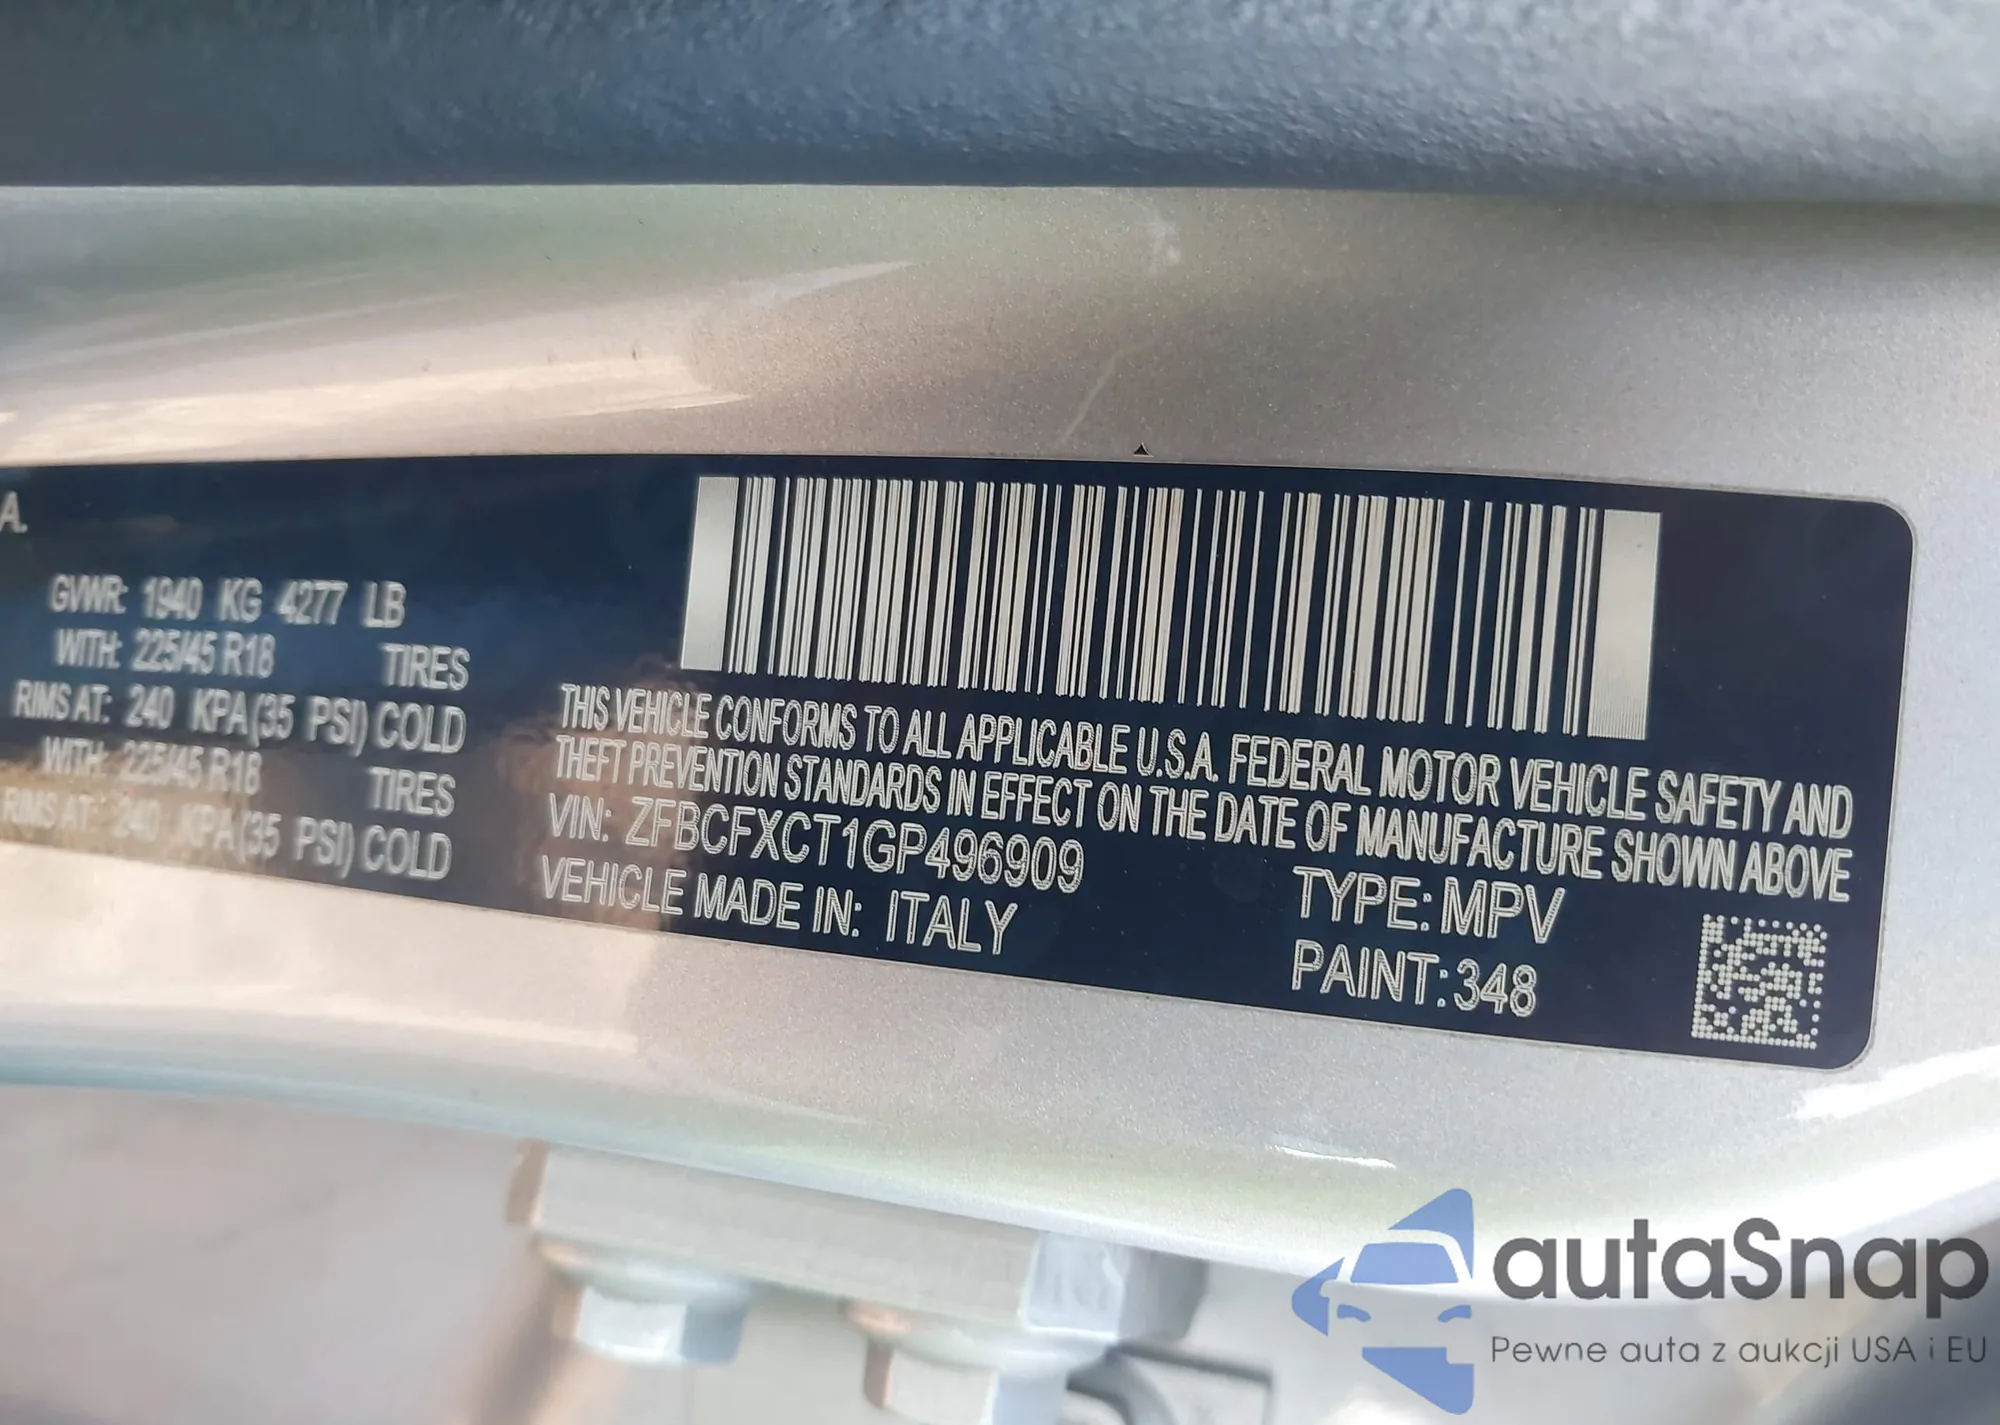 A.
GVWR: 1940 KG 4277 LB
WITH: 225/45 R18 TIRES
RIMS AT: 240 KPA(35 PSI) COLD
WITH: 225/45 R18 TIRES
RIMS AT: 240 KPA(35 PSI) COLD
THIS VEHICLE CONFORMS TO ALL APPLICABLE U.S.A. FEDERAL MOTOR VEHICLE SAFETY AND
THEFT PREVENTION STANDARDS IN EFFECT ON THE DATE OF MANUFACTURE SHOWN ABOVE
VIN: ZFBCFXCT1GP496909
TYPE: MPV
VEHICLE MADE IN: ITALY
PAINT: 348
autaSnap
Pewne auta z aukcji USA i EU